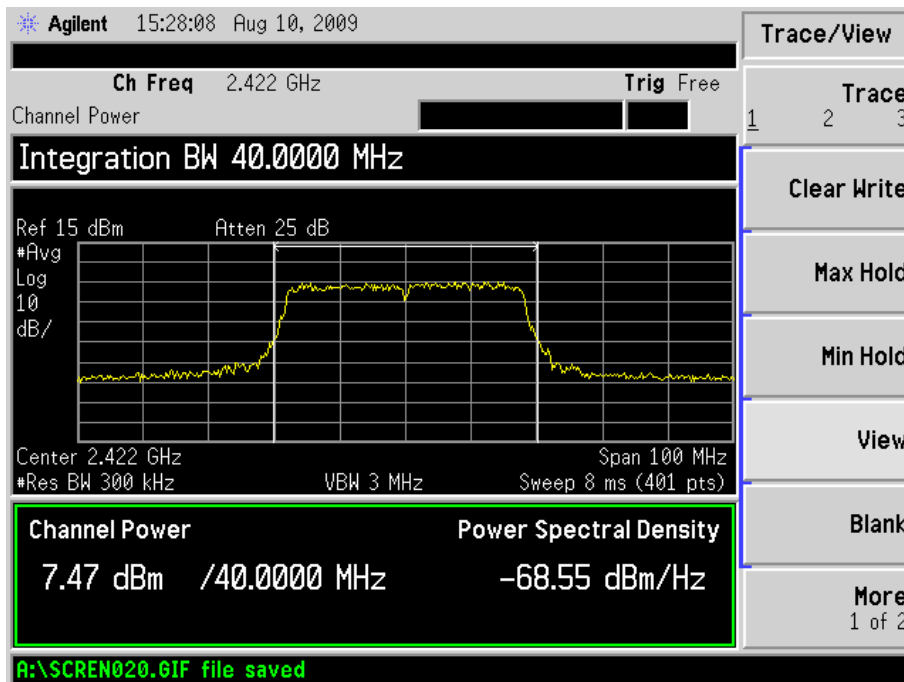 Agilent 15:28:08 Aug 10, 2009
Trace/View
Ch Freq 2.422 GHz Trig Free
Channel Power
Trace
1 2 3
Integration BW 40.0000 MHz
Clear Write
Ref 15 dBm Atten 25 dB
#Avg
Log
10
dB/
Max Hold
Min Hold
View
Center 2.422 GHz Span 100 MHz
#Res BW 300 kHz VBW 3 MHz Sweep 8 ms (401 pts)
Channel Power Power Spectral Density
Blank
7.47 dBm /40.0000 MHz -68.55 dBm/Hz
More
1 of 2
A:\SCREN020.GIF file saved